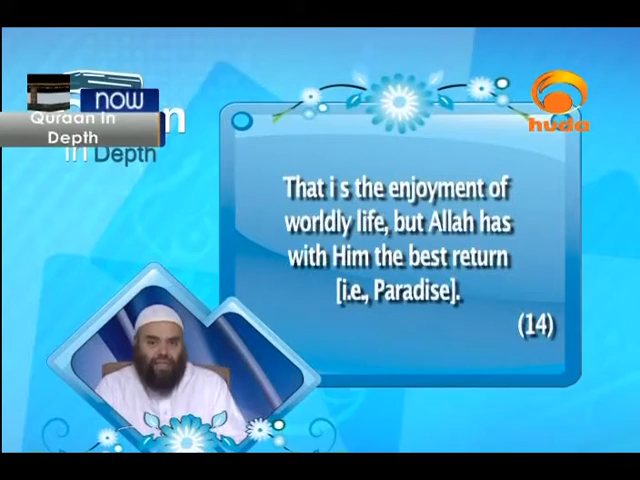 now
Quraan In
Depth
n
In Depth
huda
That i s the enjoyment of
worldly life, but Allah has
with Him the best return
[i.e., Paradise].
(14)